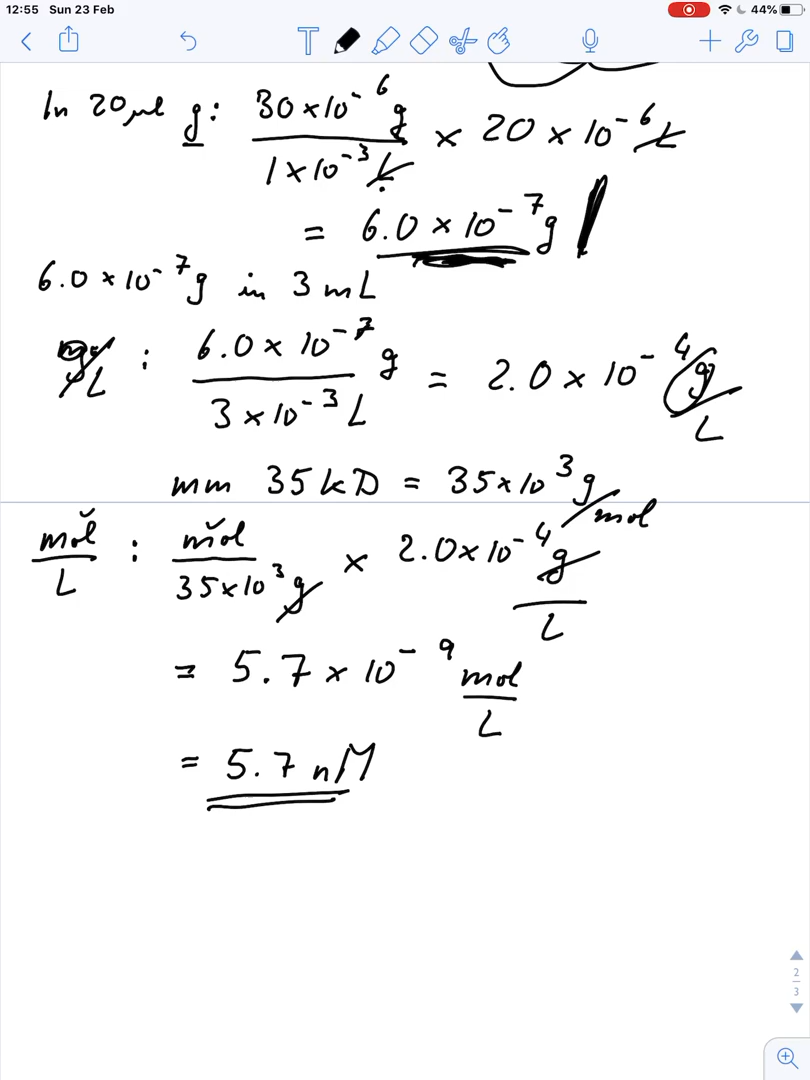 12:55 Sun 23 Feb 44%
T
In 20 μl g: 30 × 10⁻⁶ g / 1 × 10⁻³ L × 20 × 10⁻⁶ L
= 6.0 × 10⁻⁷ g
6.0 × 10⁻⁷ g in 3 mL
: 6.0 × 10⁻⁷ g / 3 × 10⁻³ L = 2.0 × 10⁻⁴ g/L
mm 35 kD = 35 × 10³ g/mol
mol/L : mol / 35 × 10³ g × 2.0 × 10⁻⁴ g / L
= 5.7 × 10⁻⁹ mol/L
= 5.7 nM
2
3